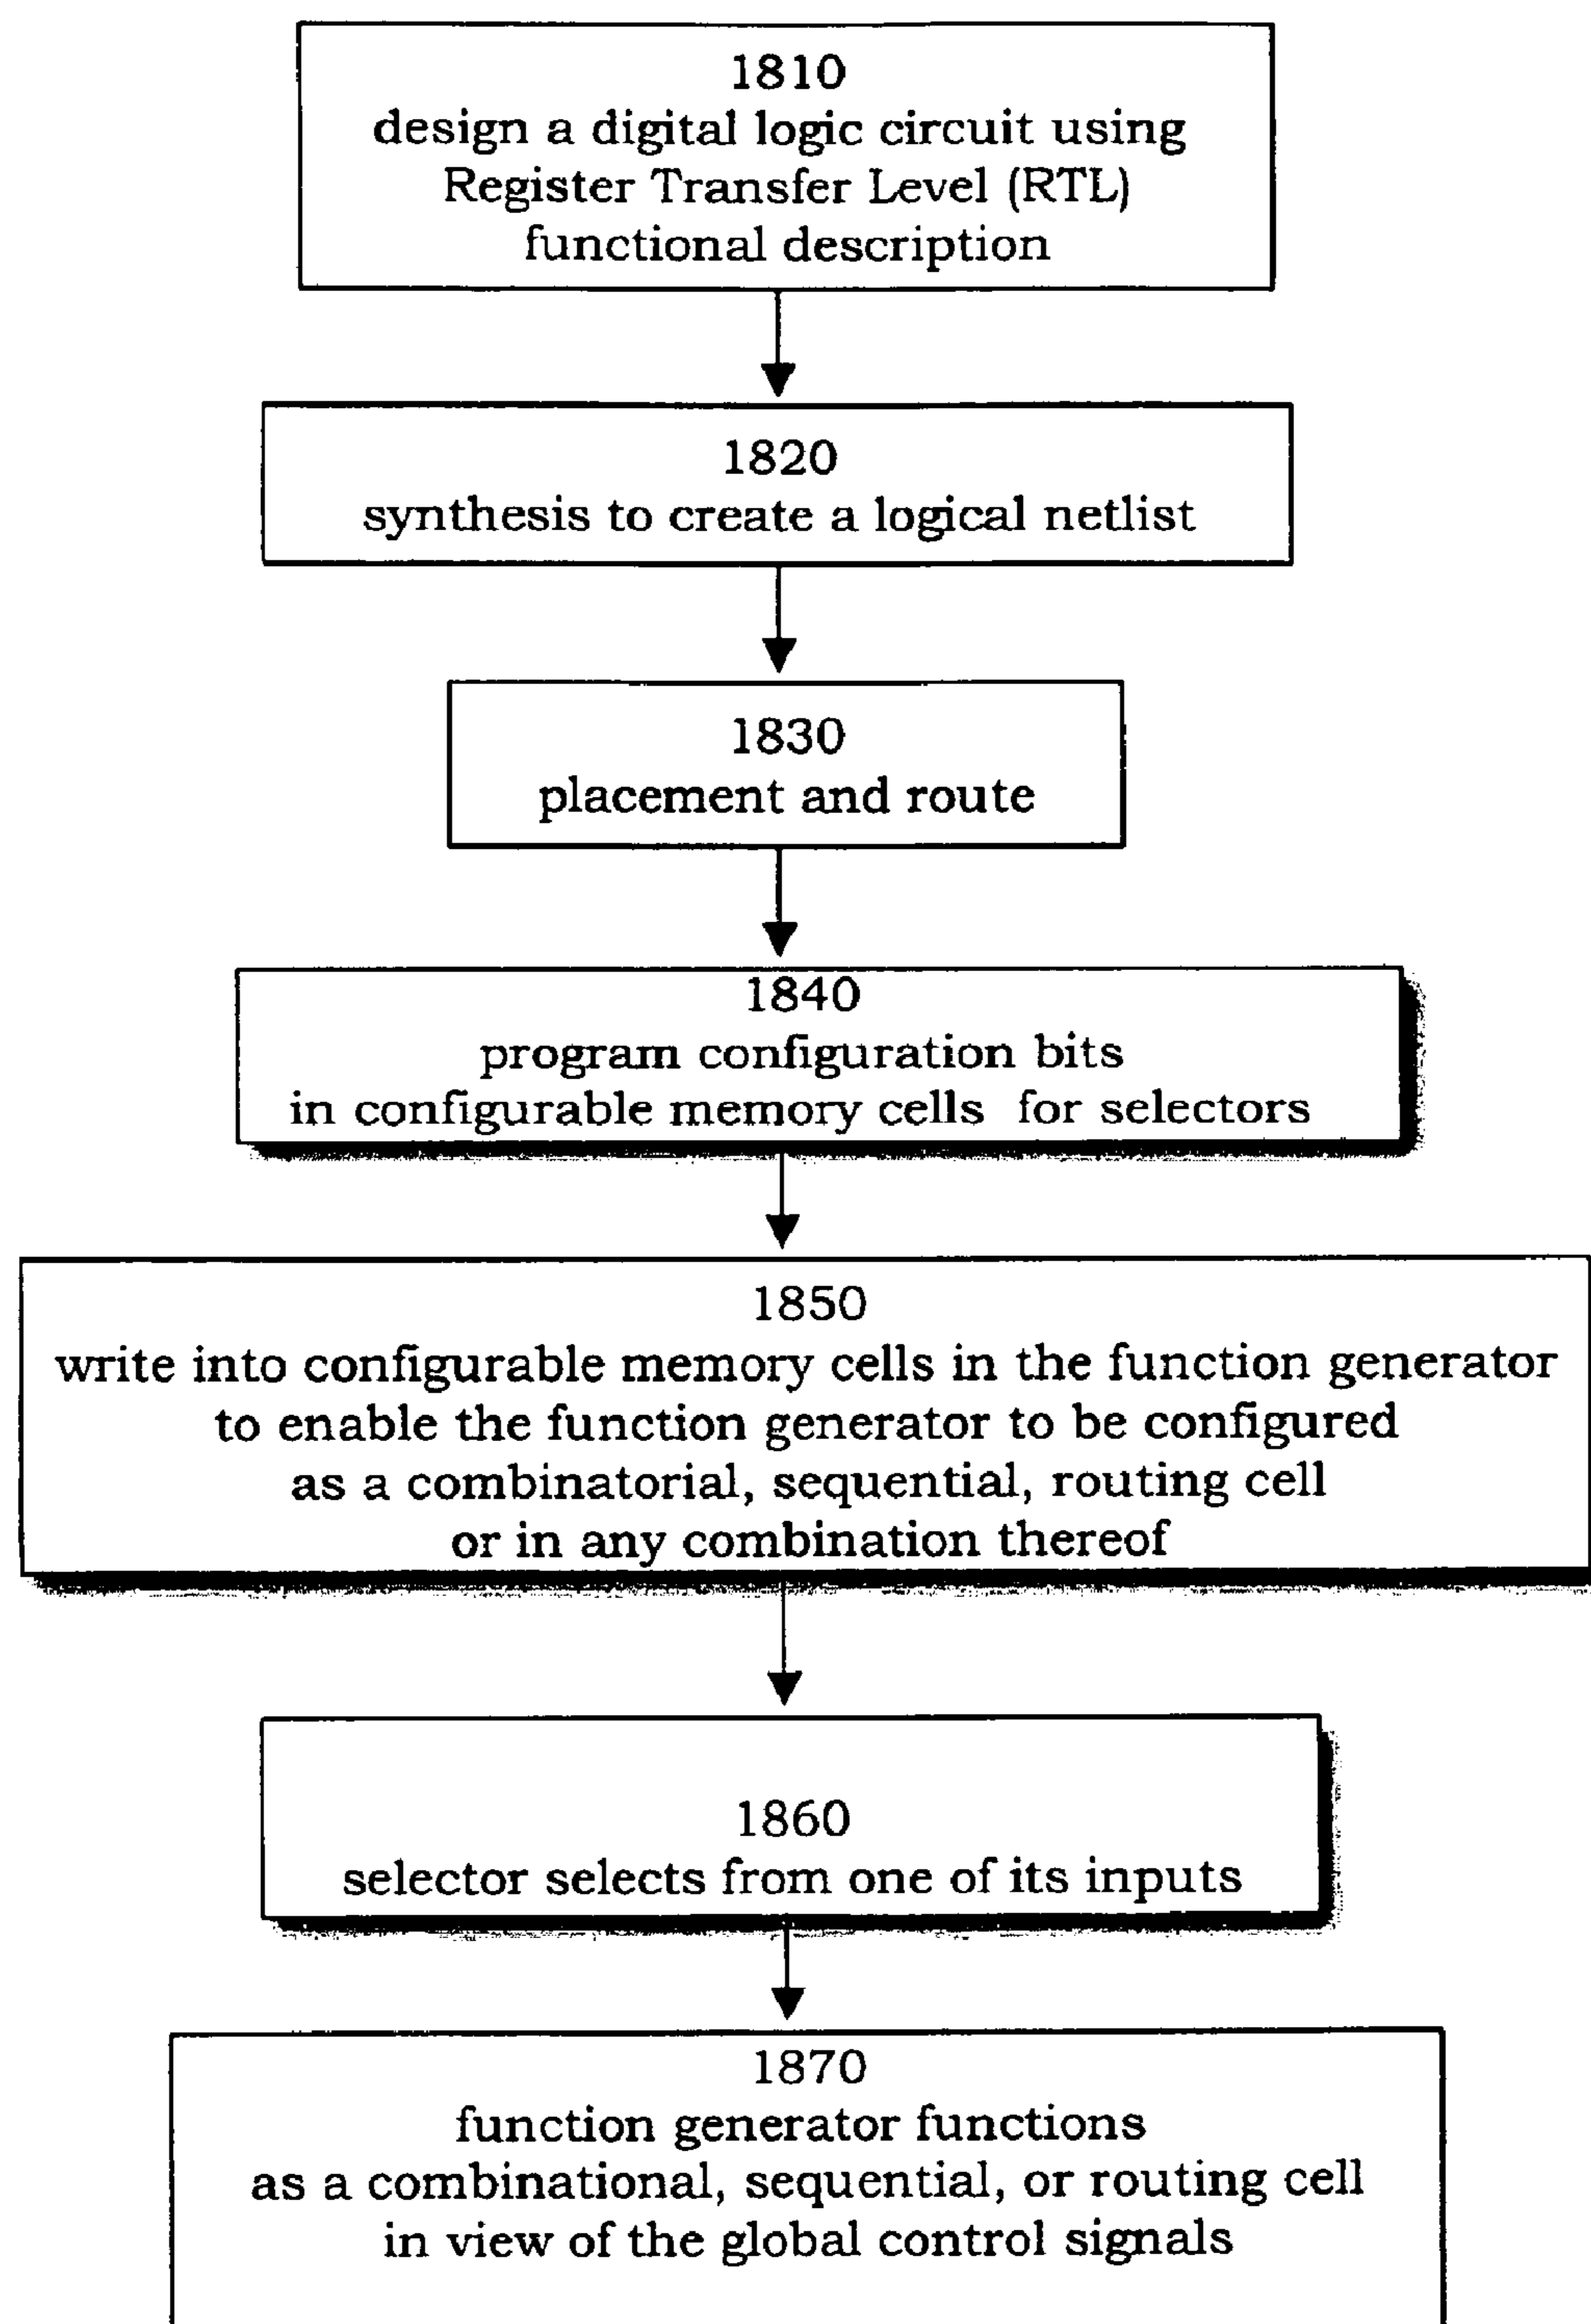 1810
design a digital logic circuit using
Register Transfer Level (RTL)
functional description
1820
synthesis to create a logical netlist
1830
placement and route
1840
program configuration bits
in configurable memory cells for selectors
1850
write into configurable memory cells in the function generator
to enable the function generator to be configured
as a combinatorial, sequential, routing cell
or in any combination thereof
1860
selector selects from one of its inputs
1870
function generator functions
as a combinational, sequential, or routing cell
in view of the global control signals